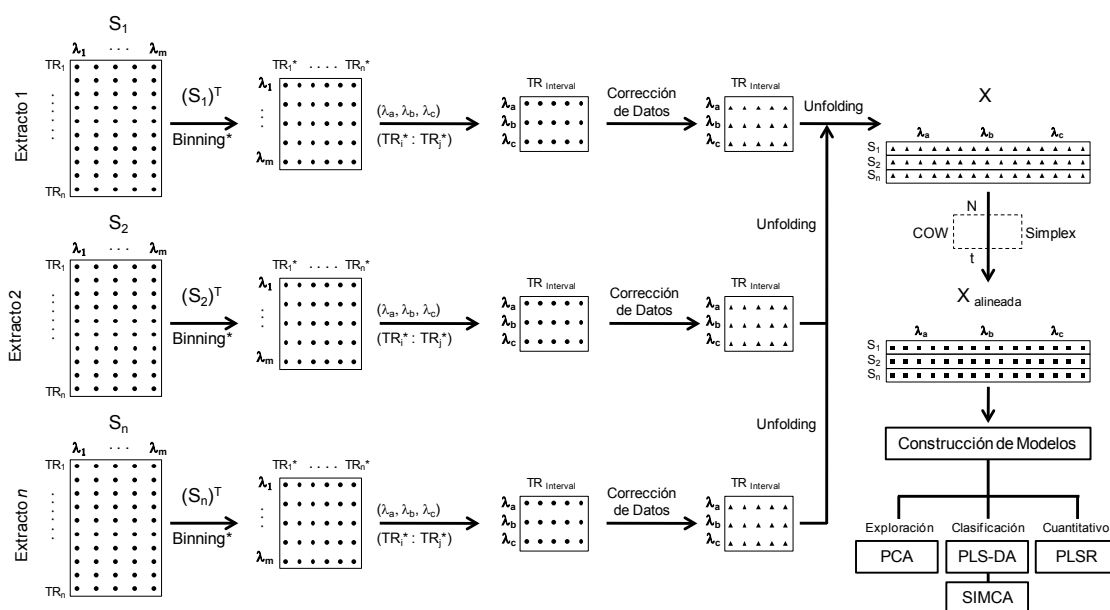 S1
λ1 ... λm
Extracto 1
TR1
TRn
(S1)T
Binning*
TR1* .... TRn*
λ1
λm
(λa, λb, λc)
(TRi* : TRj*)
TR Interval
λa
λb
λc
Corrección
de Datos
TR Interval
λa
λb
λc
Unfolding
X
λa λb λc
S1
S2
Sn
N
COW Simplex
t
X alineada
λa λb λc
S1
S2
Sn
Construcción de Modelos
Exploración Clasificación Cuantitativo
PCA PLS-DA PLSR
SIMCA
S2
λ1 ... λm
Extracto 2
TR1
TRn
(S2)T
Binning*
TR1* .... TRn*
λ1
λm
(λa, λb, λc)
(TRi* : TRj*)
TR Interval
λa
λb
λc
Corrección
de Datos
TR Interval
λa
λb
λc
Unfolding
Sn
λ1 ... λm
Extracto n
TR1
TRn
(Sn)T
Binning*
TR1* .... TRn*
λ1
λm
(λa, λb, λc)
(TRi* : TRj*)
TR Interval
λa
λb
λc
Corrección
de Datos
TR Interval
λa
λb
λc
Unfolding